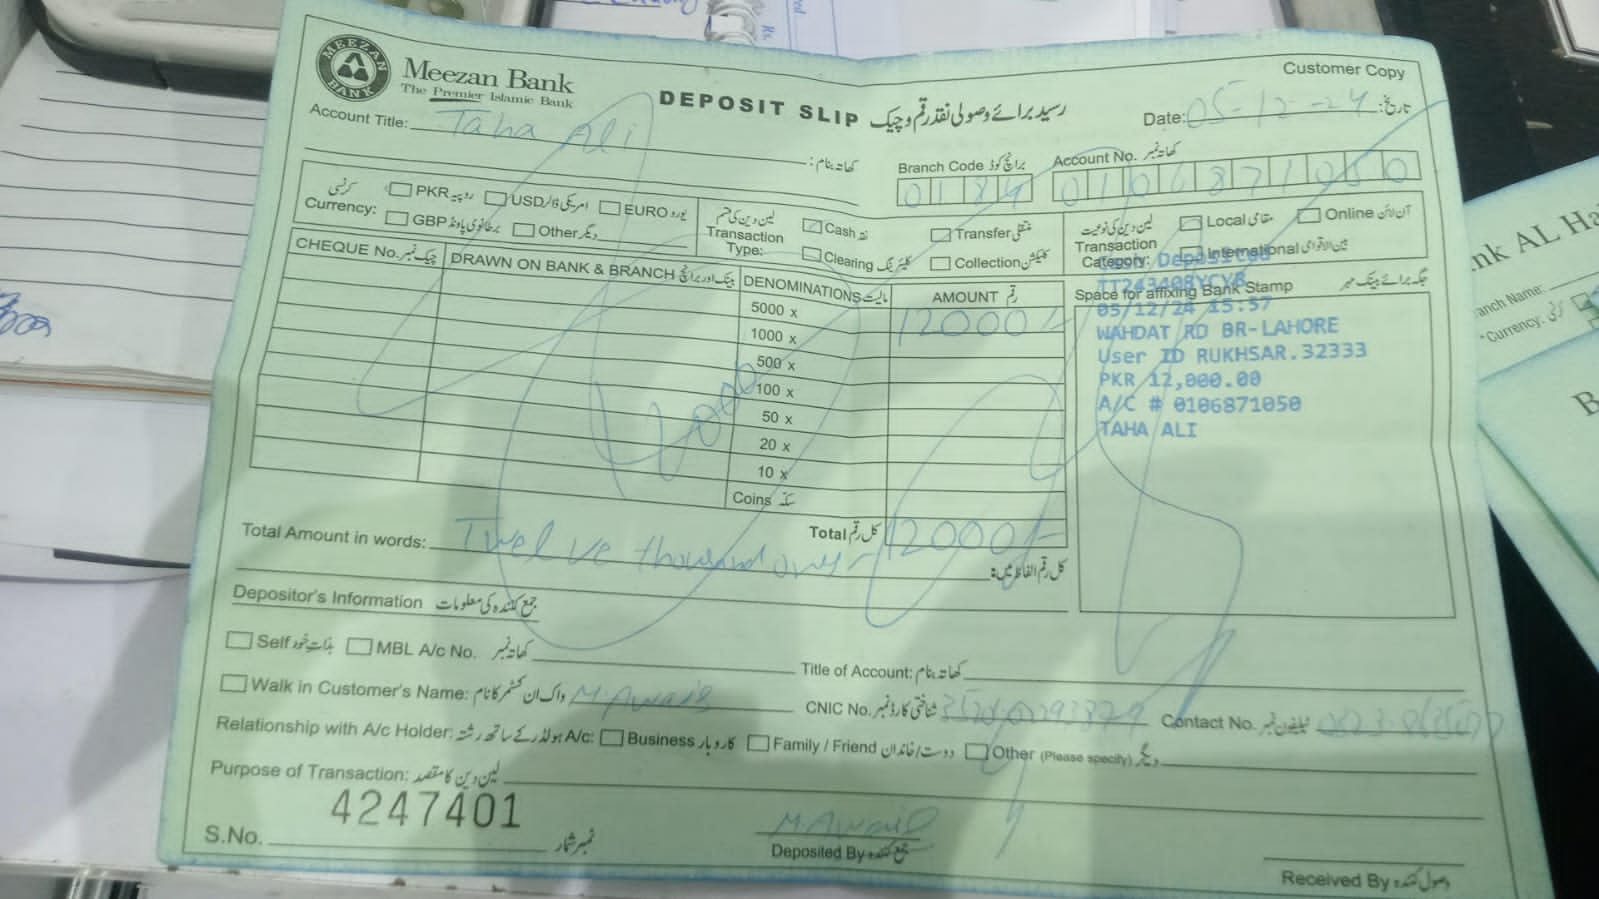 MEEZAN BANK
Meezan Bank
The Premier Islamic Bank
DEPOSIT SLIP رسید برائے وصولی نقد رقم و چیک
Customer Copy
Date: 05-12-24 تاریخ:
Account Title: Taha Ali کھاتہ بنام:
Branch Code برانچ کوڈ Account No. کھاتہ نمبر
0184 0106871050
کرنسی
Currency:
PKR روپیہ USD امریکی ڈالر EURO یورو
GBP برطانوی پاونڈ Other دیگر
لین دین کی قسم
Transaction Type:
Cash نقد Transfer منتقلی
Clearing کلیئرنگ Collection کلیکشن
لین دین کی نوعیت
Transaction Category:
Local مقامی Online آن لائن
International بین الاقوامی
CHEQUE No. چیک نمبر DRAWN ON BANK & BRANCH بینک اور برانچ DENOMINATIONS مالیت AMOUNT رقم
5000 x 12000/-
1000 x
500 x
100 x
50 x
20 x
10 x
Coins سکہ
Total کل رقم 12000/-
Space for affixing Bank Stamp جگہ برائے بینک مہر
05/12/24 15:57
WAHDAT RD BR-LAHORE
User ID RUKHSAR.32333
PKR 12,000.00
A/C # 0106871050
TAHA ALI
Total Amount in words: Twelve thousand only کل رقم الفاظ میں:
Depositor's Information جمع کنندہ کی معلومات
Self بذات خود MBL A/c No. کھاتہ نمبر Title of Account: کھاتہ بنام:
Walk in Customer's Name: واک ان کسٹمر کا نام: M. Awais CNIC No. شناختی کارڈ نمبر Contact No. ٹیلیفون نمبر
Relationship with A/c Holder: اکاؤنٹ ہولڈر کے ساتھ رشتہ A/c: Business کاروبار Family / Friend دوست/خاندان Other (Please specify) دیگر
Purpose of Transaction: لین دین کا مقصد:
4247401
S.No. نمبر شمار
M. Awais
Deposited By جمع کنندہ
Received By وصول کنندہ
nk AL Ha
anch Name:
*Currency: